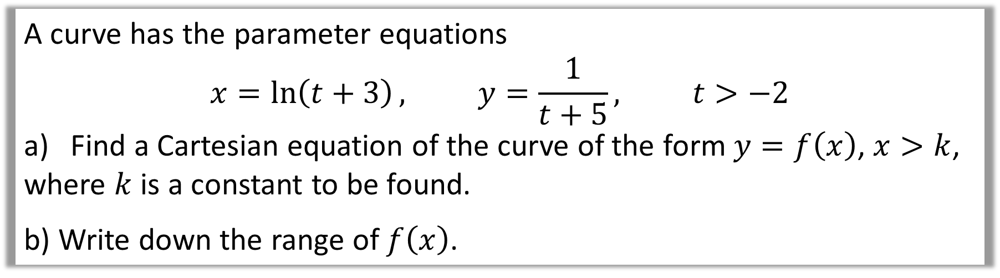 A curve has the parameter equations
x = ln(t + 3), y = \frac{1}{t + 5}, t > −2
a) Find a Cartesian equation of the curve of the form y = f(x), x > k,
where k is a constant to be found.
b) Write down the range of f(x).